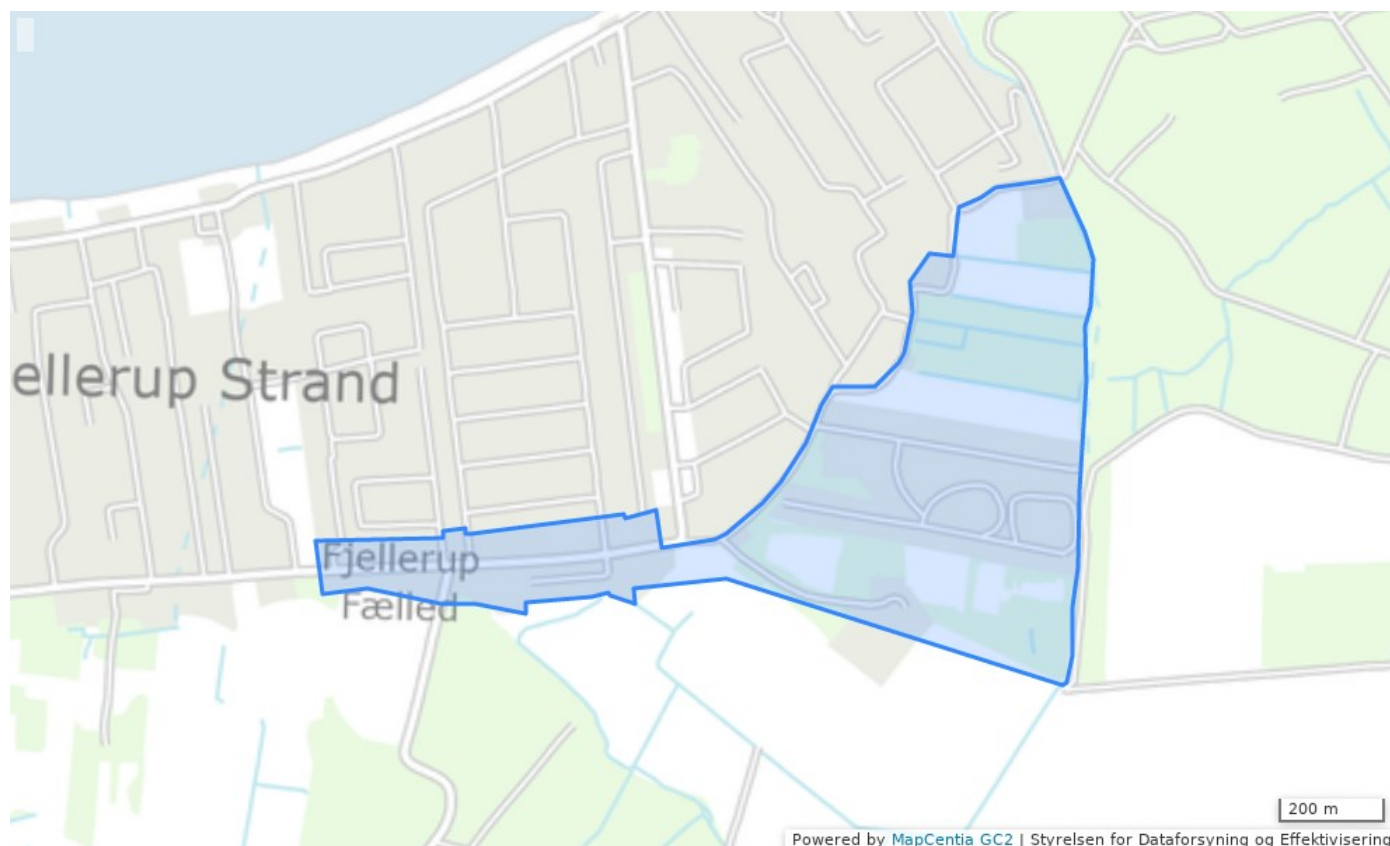 ellerup Strand
Fjellerup
Fælled
200 m
Powered by MapCentia GC2 | Styrelsen for Dataforsyning og Effektivisering